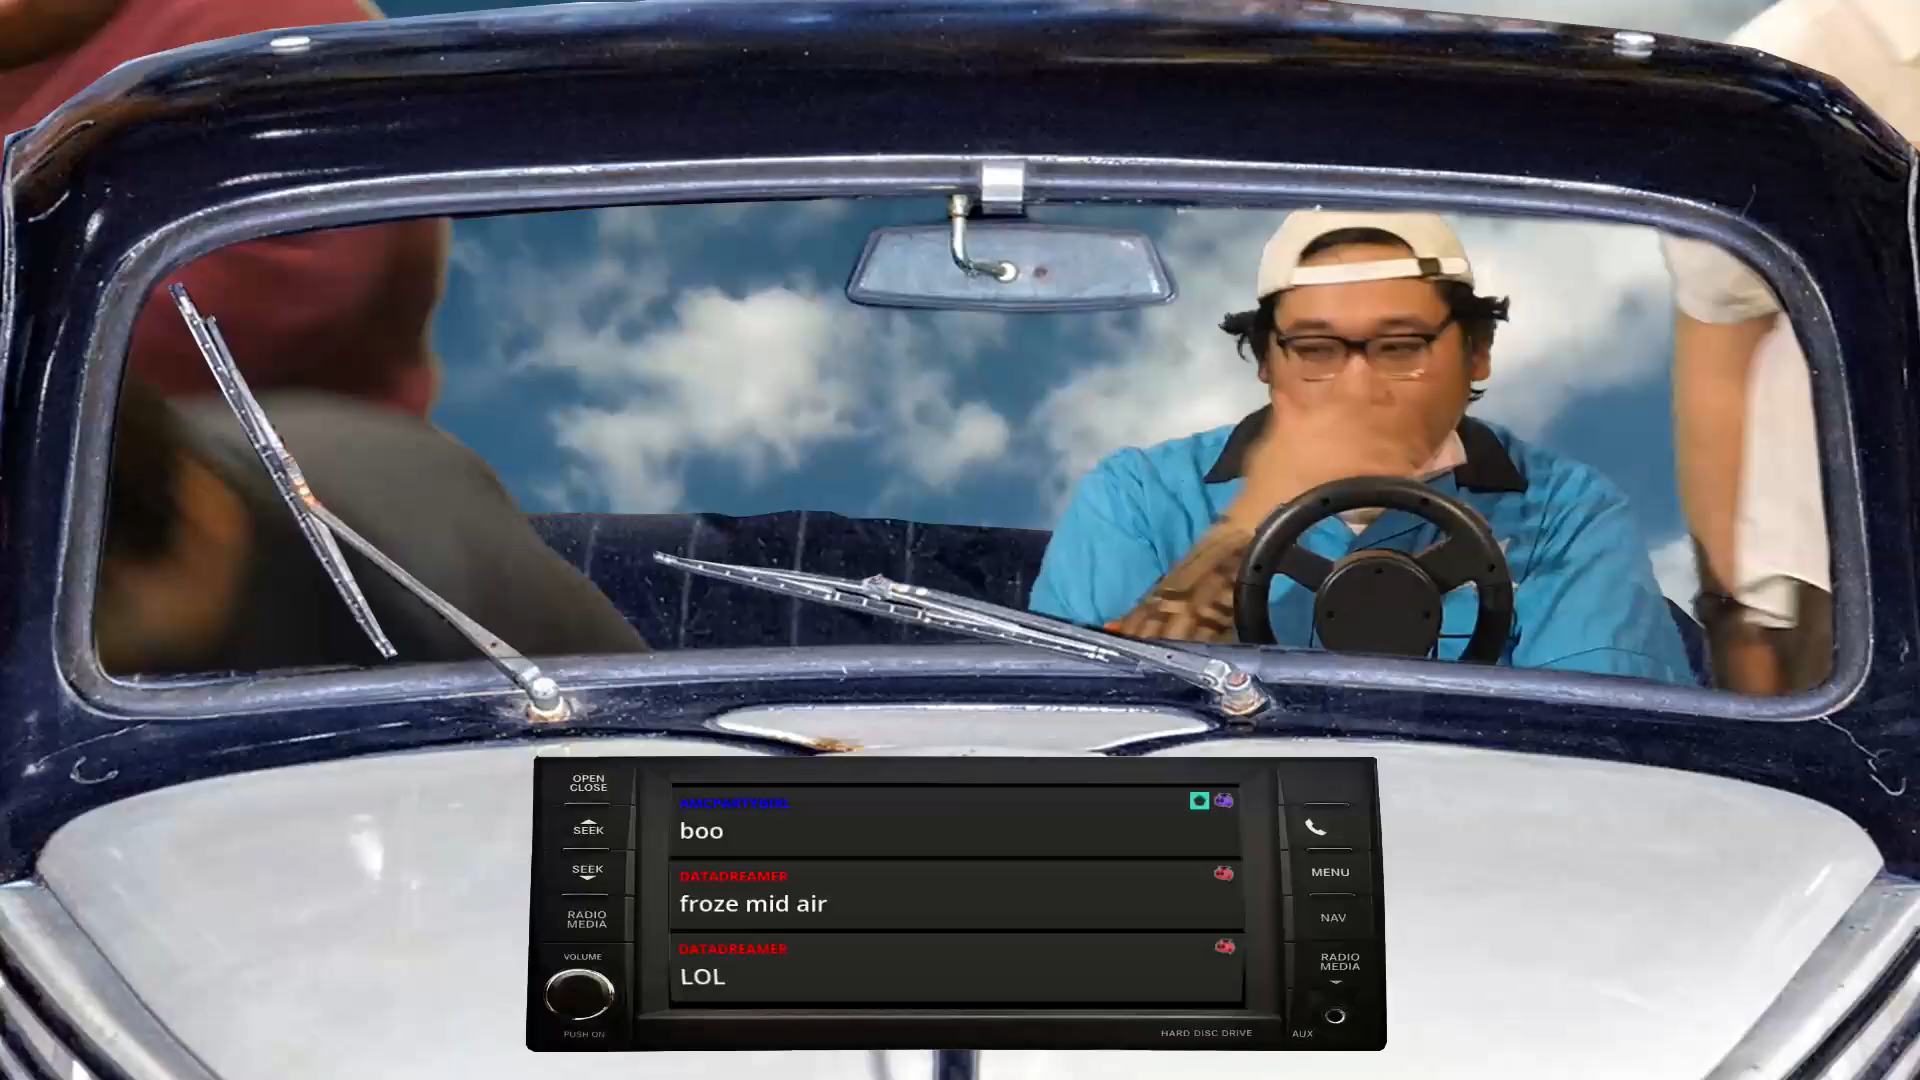 OPEN
CLOSE
SEEK
SEEK
RADIO
MEDIA
VOLUME
PUSH ON
AMCPARTYGIRL
boo
DATADREAMER
froze mid air
DATADREAMER
LOL
HARD DISC DRIVE
MENU
NAV
RADIO
MEDIA
AUX